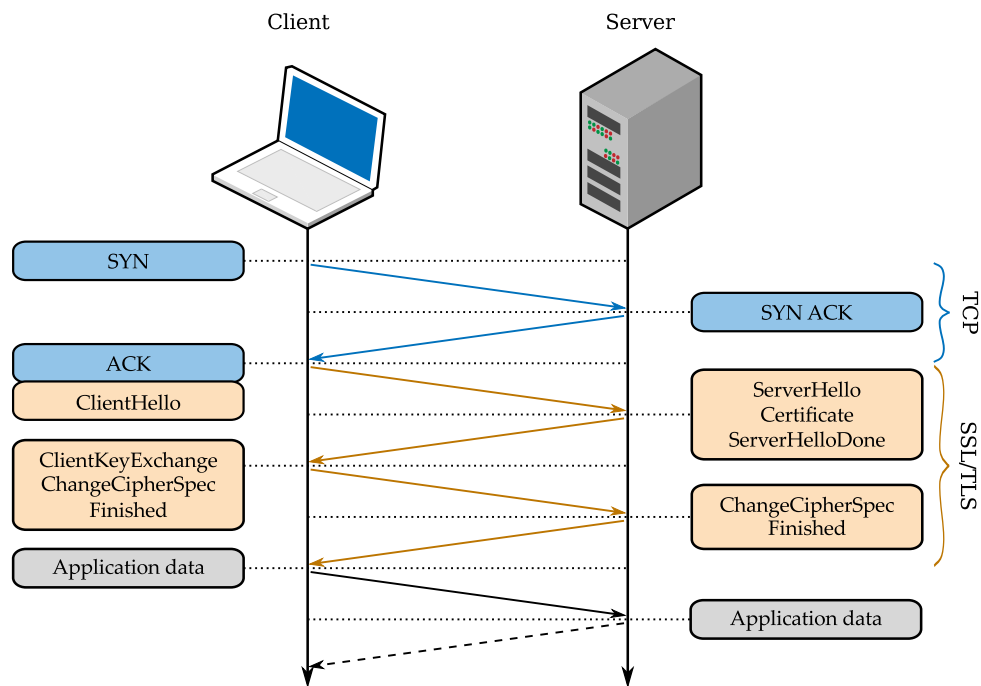 Client
Server
SYN
SYN ACK
TCP
ACK
ClientHello
ServerHello
Certificate
ServerHelloDone
SSL/TLS
ClientKeyExchange
ChangeCipherSpec
Finished
ChangeCipherSpec
Finished
Application data
Application data